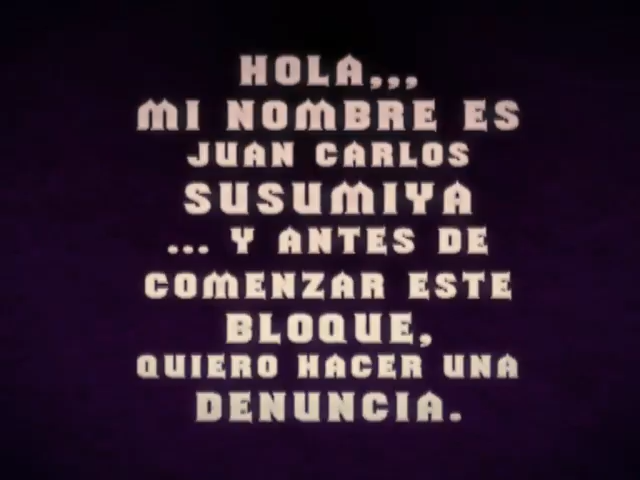 HOLA,,,
MI NOMBRE ES
JUAN CARLOS
SUSUMIYA
... Y ANTES DE
COMENZAR ESTE
BLOQUE,
QUIERO HACER UNA
DENUNCIA.